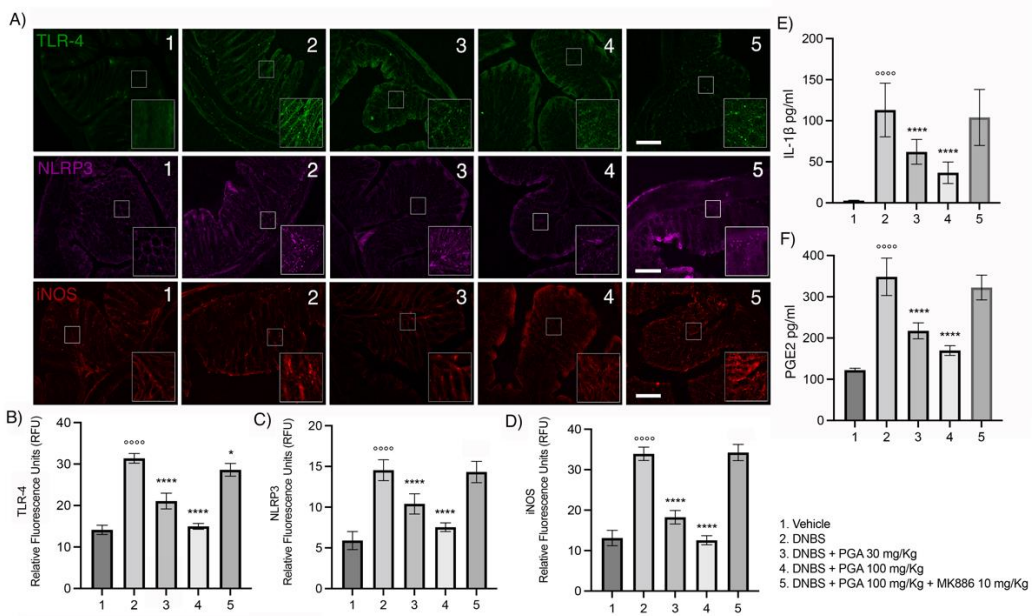 A)
TLR-4 1 2 3 4 5
NLRP3 1 2 3 4 5
iNOS 1 2 3 4 5
B)
Relative Fluorescence Units (RFU)
TLR-4
40
30
20
10
0
°°°° **** **** *
1 2 3 4 5
C)
Relative Fluorescence Units (RFU)
NLRP3
20
15
10
5
0
°°°° **** ****
1 2 3 4 5
D)
Relative Fluorescence Units (RFU)
iNOS
40
30
20
10
0
°°°° **** ****
1 2 3 4 5
E)
IL-1β pg/ml
200
150
100
50
0
°°°° **** ****
1 2 3 4 5
F)
PGE2 pg/ml
400
300
200
100
°°°° **** ****
1 2 3 4 5
1. Vehicle
2. DNBS
3. DNBS + PGA 30 mg/Kg
4. DNBS + PGA 100 mg/Kg
5. DNBS + PGA 100 mg/Kg + MK886 10 mg/Kg